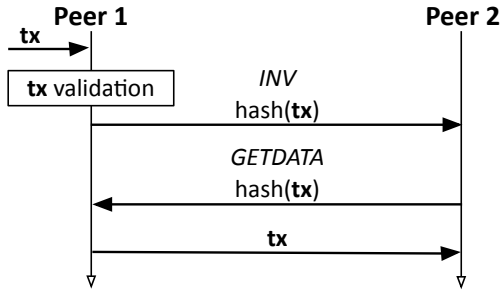 Peer 1
Peer 2
tx
tx validation
INV
hash(tx)
GETDATA
hash(tx)
tx